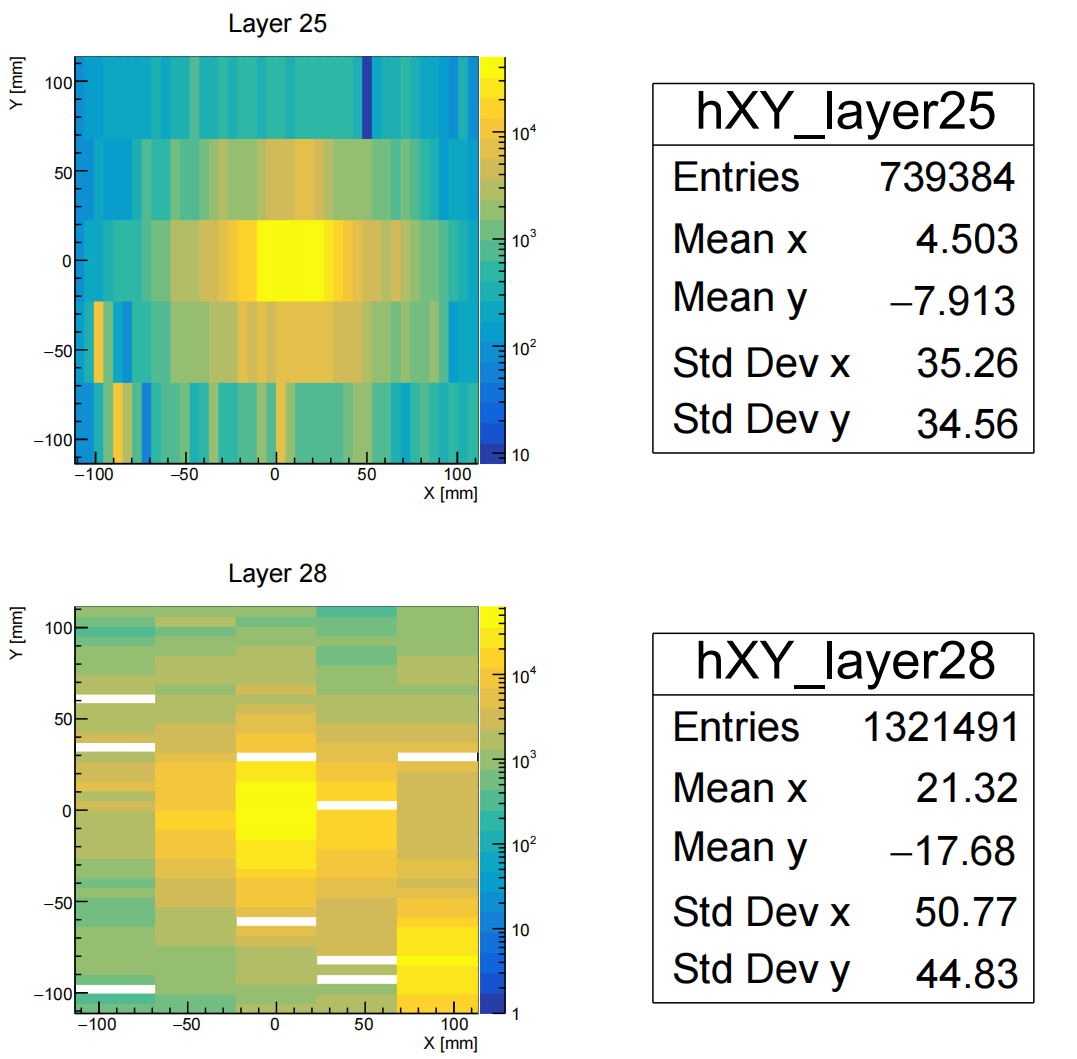 Layer 25
Y [mm]
100
50
0
−50
−100
−100 −50 0 50 100
X [mm]
10⁴
10³
10²
10
hXY_layer25
Entries 739384
Mean x 4.503
Mean y −7.913
Std Dev x 35.26
Std Dev y 34.56
Layer 28
Y [mm]
100
50
0
−50
−100
−100 −50 0 50 100
X [mm]
10⁴
10³
10²
10
1
hXY_layer28
Entries 1321491
Mean x 21.32
Mean y −17.68
Std Dev x 50.77
Std Dev y 44.83